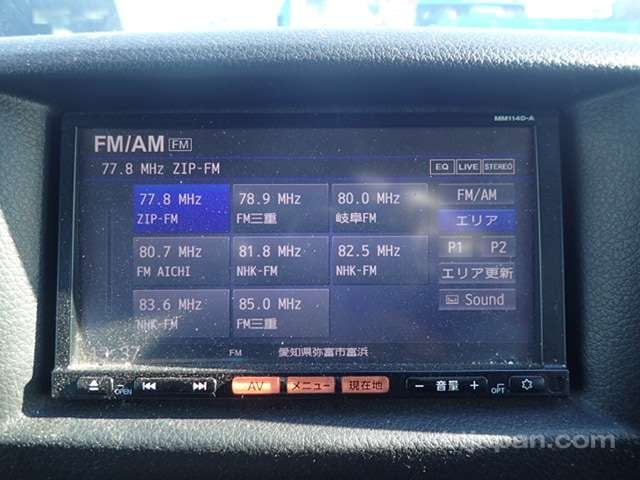 MM114D-A
FM/AM FM
77.8 MHz ZIP-FM
EQ LIVE STEREO
77.8 MHz ZIP-FM
78.9 MHz FM三重
80.0 MHz 岐阜FM
FM/AM
エリア
80.7 MHz FM AICHI
81.8 MHz NHK-FM
82.5 MHz NHK-FM
P1 P2
エリア更新
83.6 MHz NHK-FM
85.0 MHz FM三重
Sound
FM 愛知県弥富市富浜
OPEN AV メニュー 現在地 - 音量 + OPT